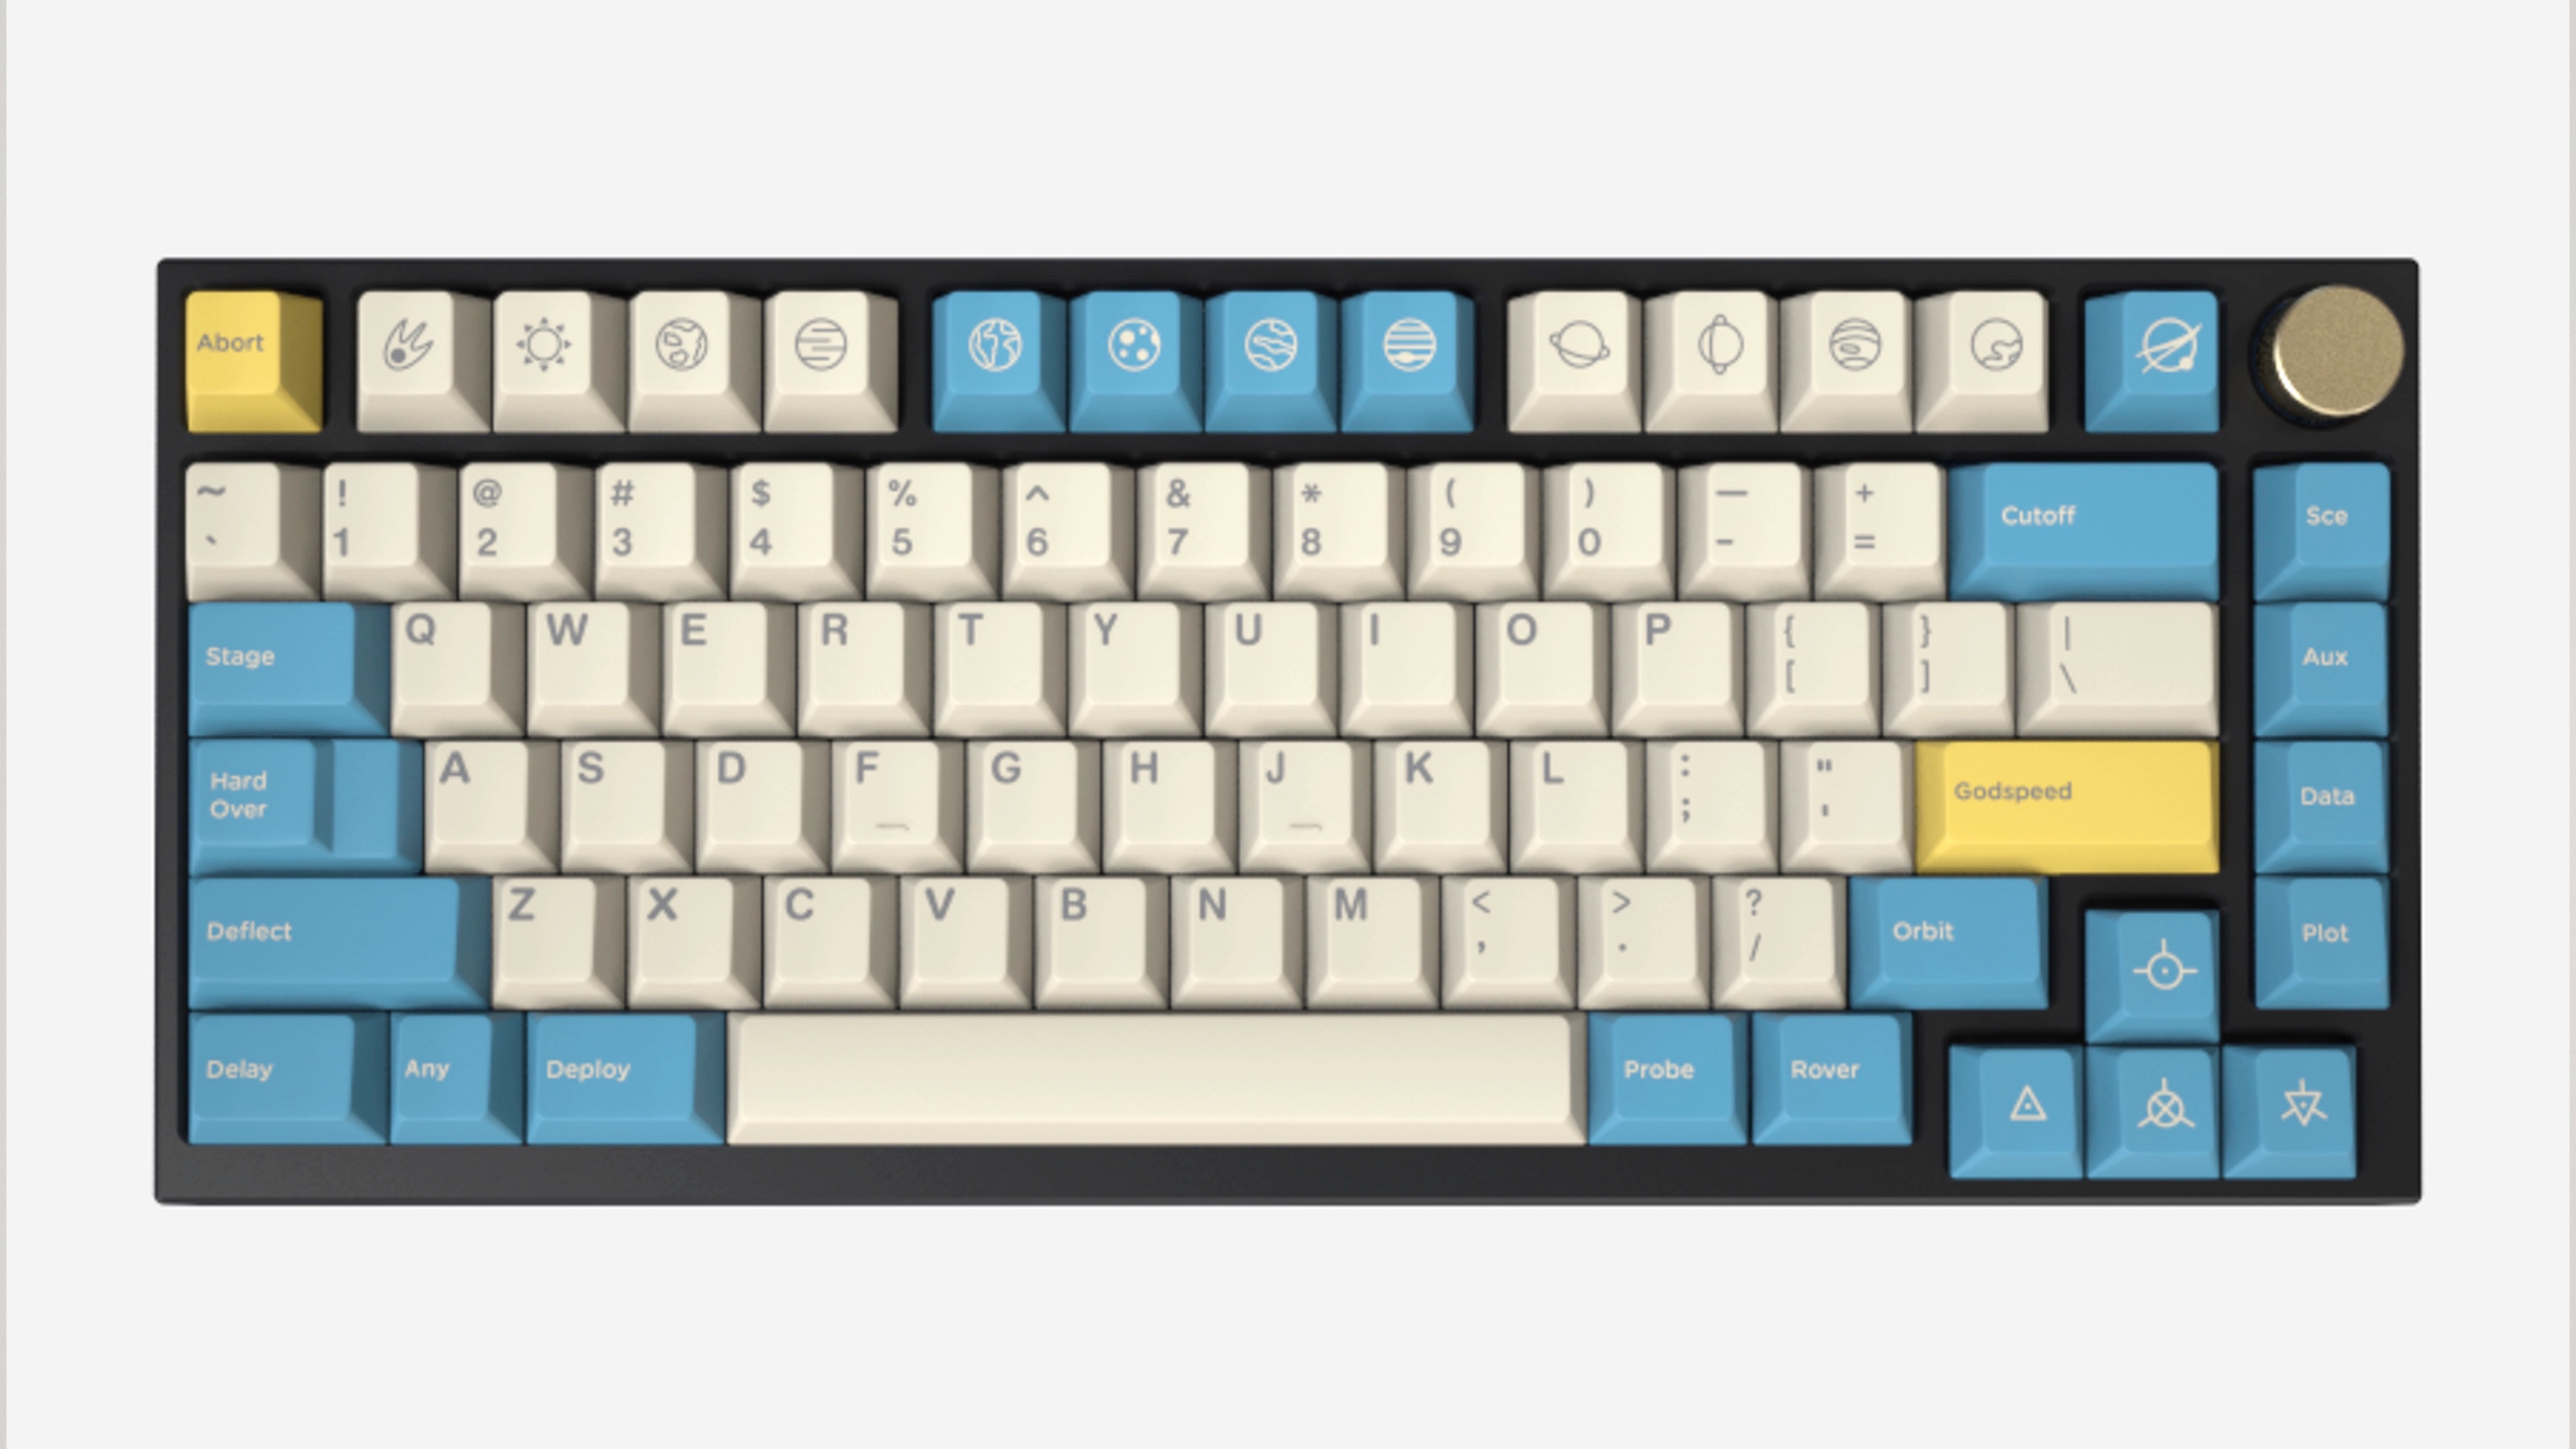 Abort
~ ! @ # $ % ^ & * ( ) — +
` 1 2 3 4 5 6 7 8 9 0 - = Cutoff Sce
Stage Q W E R T Y U I O P { } | Aux
[ ] \
Hard
Over A S D F G H J K L : " Godspeed Data
; '
Deflect Z X C V B N M < > ? Orbit Plot
, . /
Delay Any Deploy Probe Rover